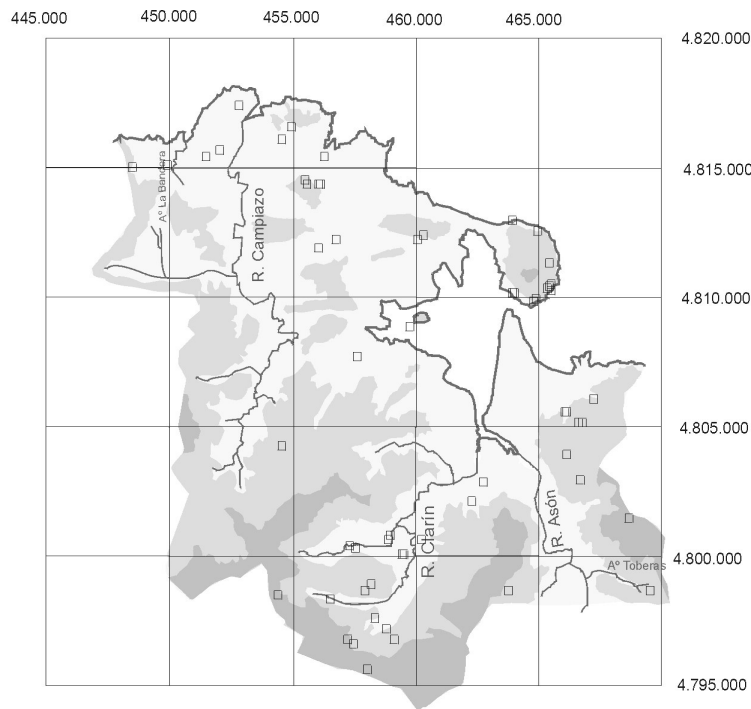 445.000
450.000
455.000
460.000
465.000
4.820.000
4.815.000
Aº La Bandera
R. Campiazo
4.810.000
4.805.000
R. Clarín
R. Asón
4.800.000
Aº Toberas
4.795.000